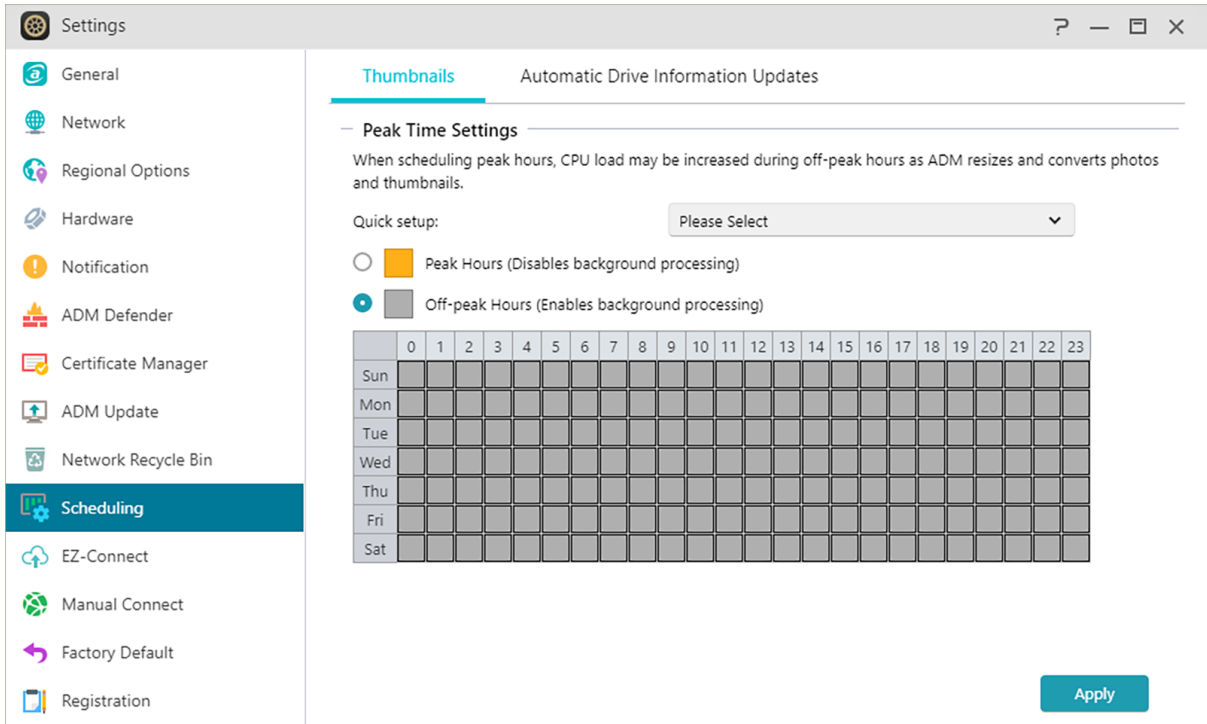 Settings
General
Network
Regional Options
Hardware
Notification
ADM Defender
Certificate Manager
ADM Update
Network Recycle Bin
Scheduling
EZ-Connect
Manual Connect
Factory Default
Registration
Thumbnails Automatic Drive Information Updates
Peak Time Settings
When scheduling peak hours, CPU load may be increased during off-peak hours as ADM resizes and converts photos
and thumbnails.
Quick setup: Please Select
Peak Hours (Disables background processing)
Off-peak Hours (Enables background processing)
0 1 2 3 4 5 6 7 8 9 10 11 12 13 14 15 16 17 18 19 20 21 22 23
Sun
Mon
Tue
Wed
Thu
Fri
Sat
Apply